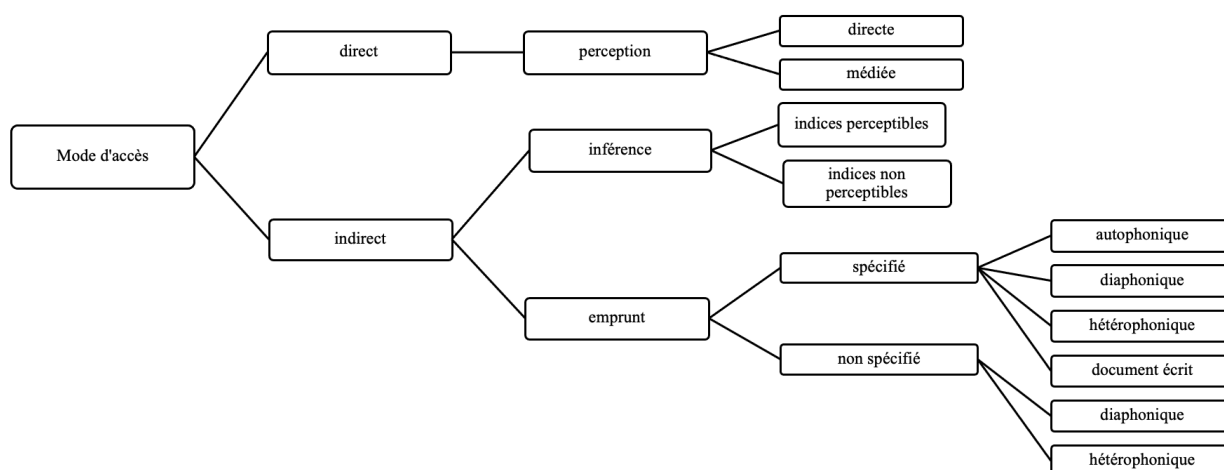 Mode d'accès
direct
perception
directe
médiée
indirect
inférence
indices perceptibles
indices non
perceptibles
emprunt
spécifié
autophonique
diaphonique
hétérophonique
document écrit
non spécifié
diaphonique
hétérophonique